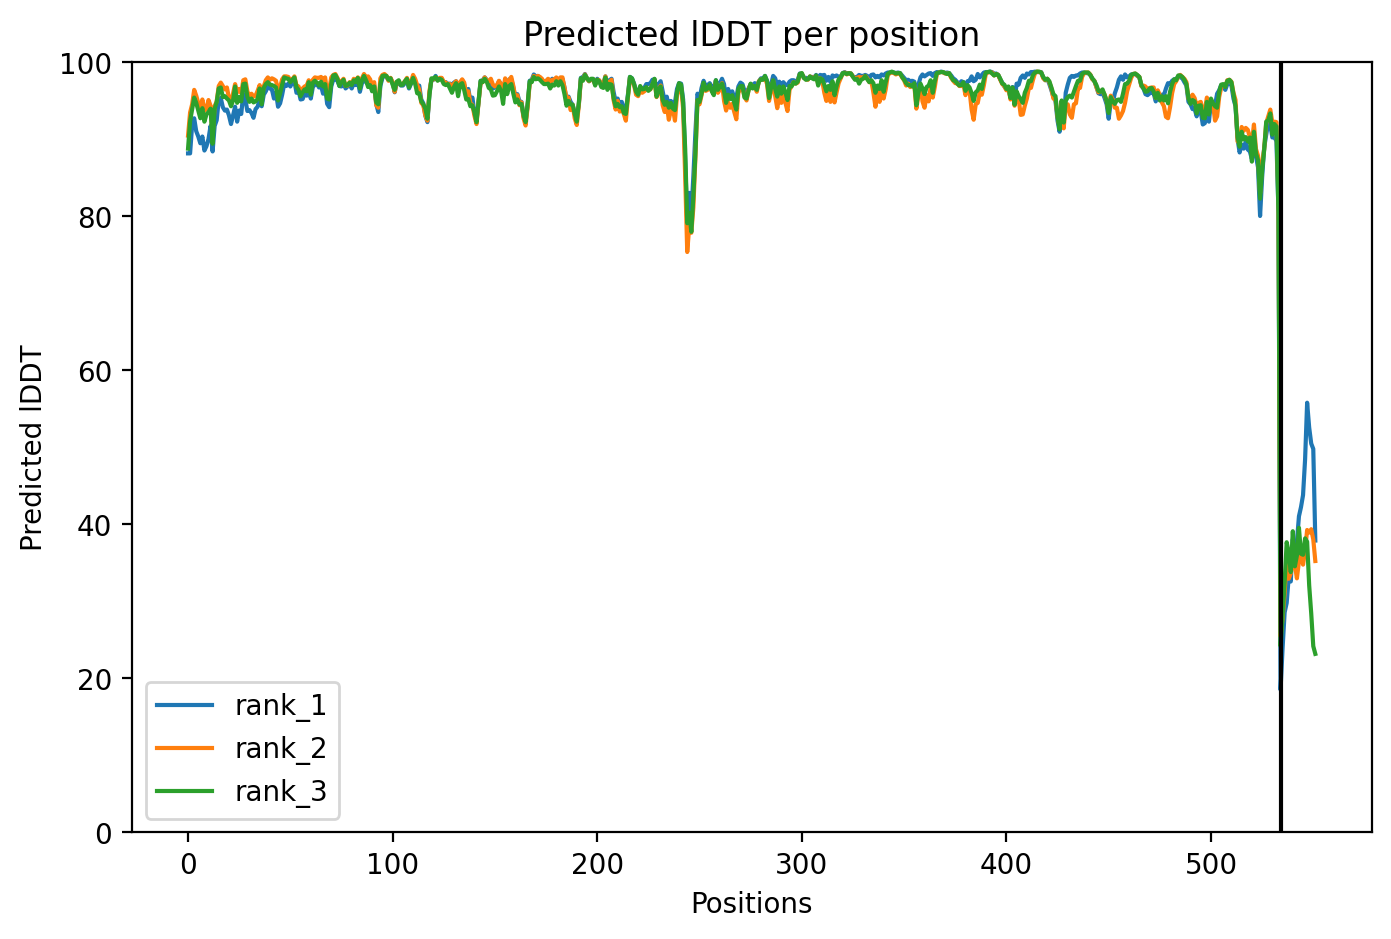 Predicted lDDT per position
100
80
60
40
20
0
Predicted lDDT
rank_1
rank_2
rank_3
0 100 200 300 400 500
Positions